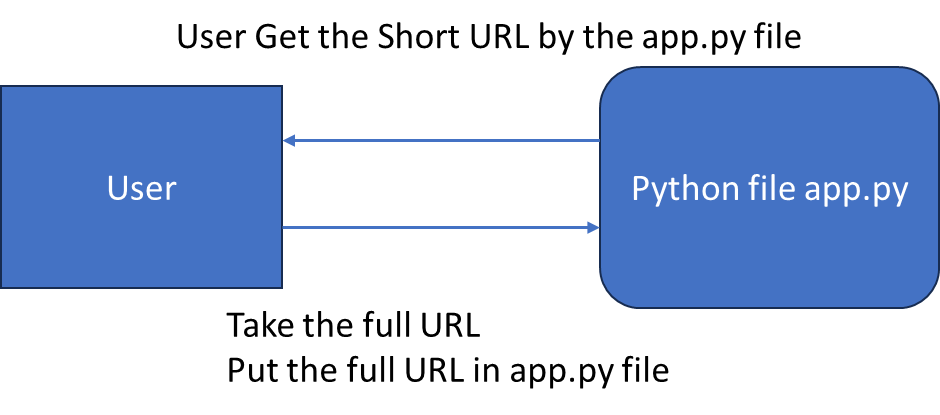 User Get the Short URL by the app.py file
User
Python file app.py
Take the full URL
Put the full URL in app.py file